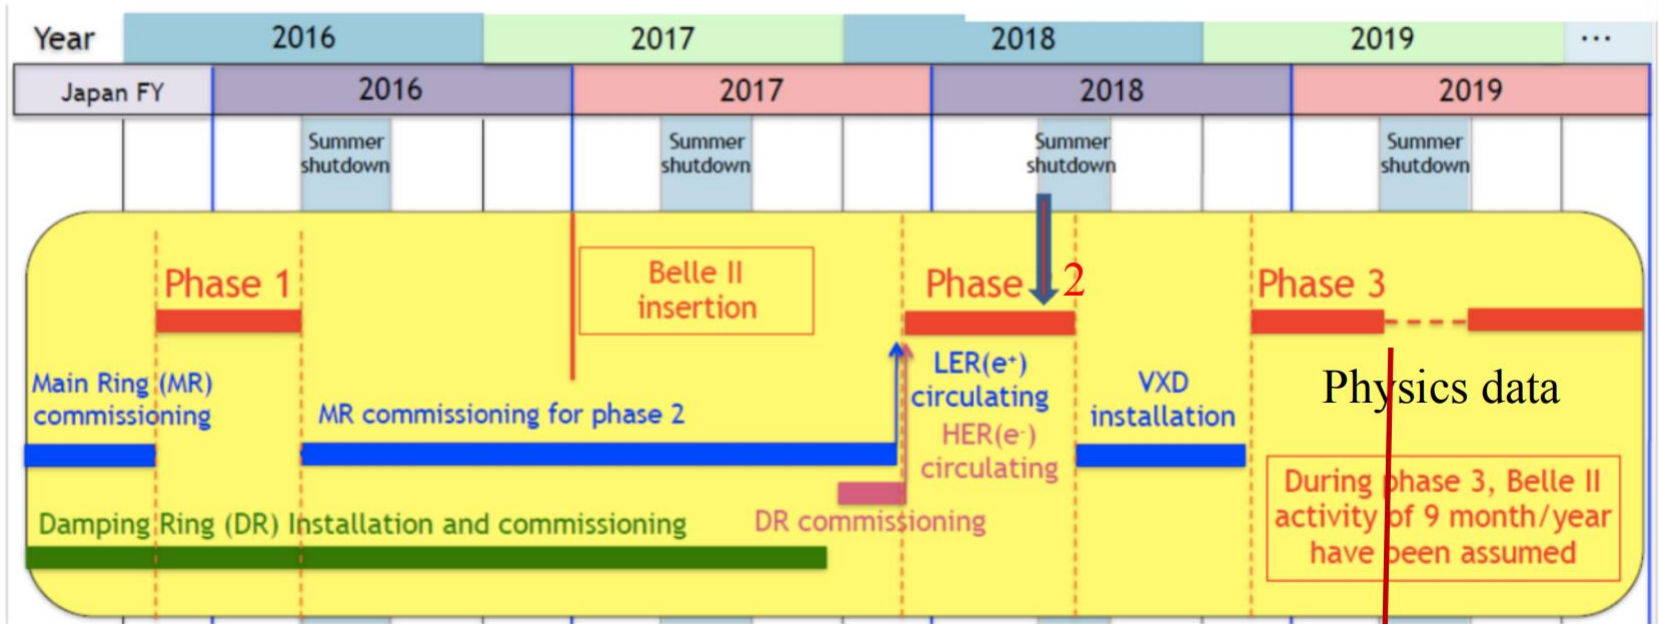 Year 2016 2017 2018 2019 ...
Japan FY 2016 2017 2018 2019
Summer shutdown
Summer shutdown
Summer shutdown
Summer shutdown
Phase 1
Belle II
insertion
Phase 2
Phase 3
Main Ring (MR)
commissioning
MR commissioning for phase 2
LER(e⁺)
circulating
HER(e⁻)
circulating
VXD
installation
Physics data
Damping Ring (DR) Installation and commissioning
DR commissioning
During phase 3, Belle II
activity of 9 month/year
have been assumed